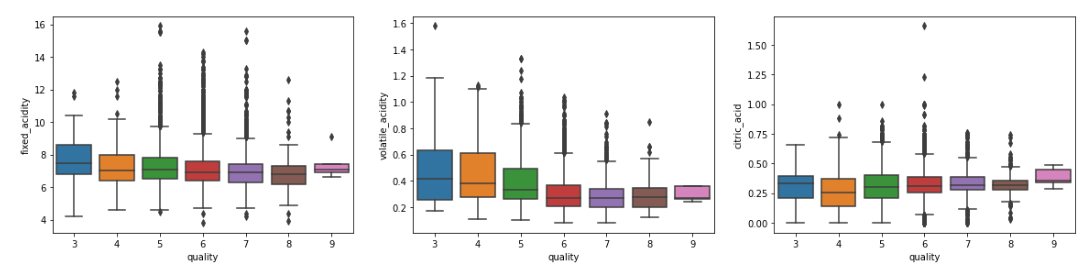 fixed_acidity
16
14
12
10
8
6
4
3 4 5 6 7 8 9
quality
volatile_acidity
1.6
1.4
1.2
1.0
0.8
0.6
0.4
0.2
3 4 5 6 7 8 9
quality
citric_acid
1.50
1.25
1.00
0.75
0.50
0.25
0.00
3 4 5 6 7 8 9
quality